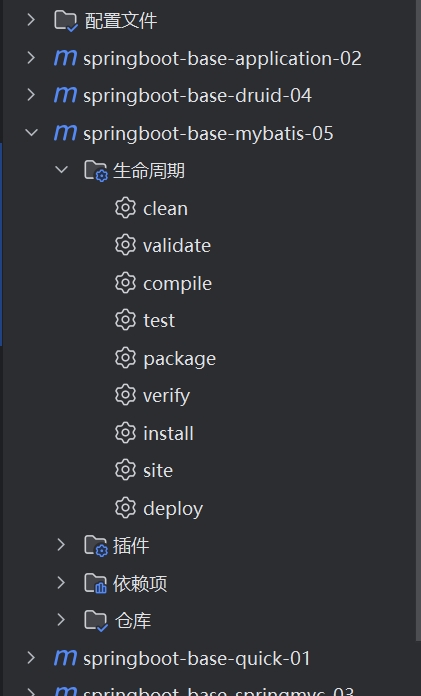 配置文件
springboot-base-application-02
springboot-base-druid-04
springboot-base-mybatis-05
生命周期
clean
validate
compile
test
package
verify
install
site
deploy
插件
依赖项
仓库
springboot-base-quick-01
springboot-base-springmvc-03